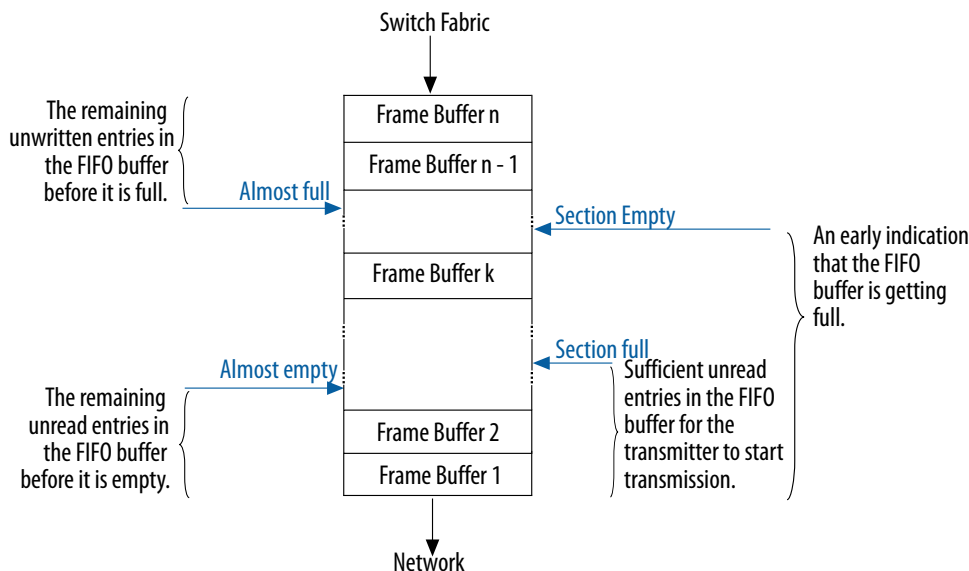 Switch Fabric
The remaining
unwritten entries in
the FIFO buffer
before it is full.
Frame Buffer n
Frame Buffer n - 1
Almost full
Section Empty
An early indication
that the FIFO
buffer is getting
full.
Frame Buffer k
Section full
Almost empty
Sufficient unread
entries in the FIFO
buffer for the
transmitter to start
transmission.
The remaining
unread entries in
the FIFO buffer
before it is empty.
Frame Buffer 2
Frame Buffer 1
Network